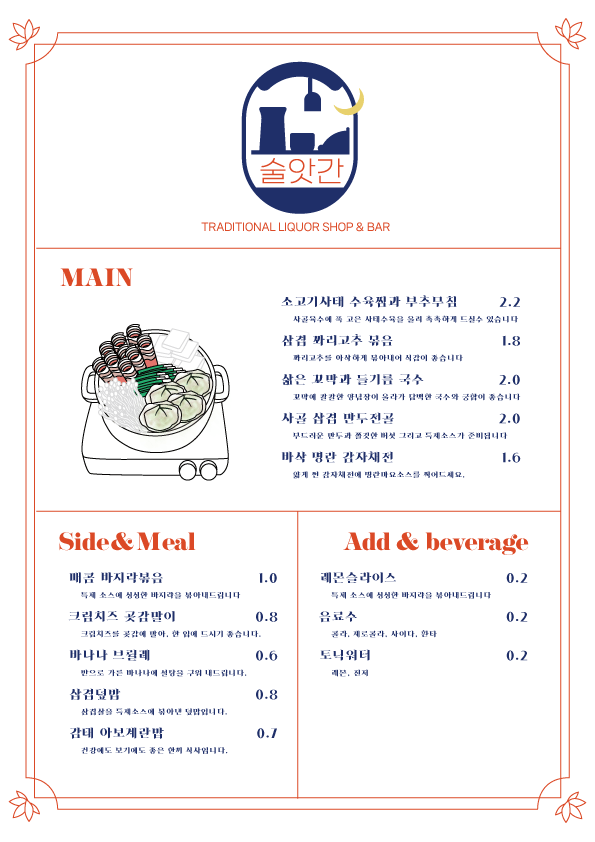 술앗간
TRADITIONAL LIQUOR SHOP & BAR
MAIN
소고기사태 수육찜과 부추무침 2.2
사골육수에 푹 고은 사태수육을 올려 촉촉하게 드실수 있습니다
삼겹 꽈리고추 볶음 1.8
꽈리고추를 아삭하게 볶아내어 식감이 좋습니다
삶은 꼬막과 들기름 국수 2.0
꼬막에 칼칼한 양념장이 올라가 담백한 국수와 궁합이 좋습니다
사골 삼겹 만두전골 2.0
부드러운 만두과 쫄깃한 버섯 그리고 특제소스가 준비됩니다
바삭 명란 감자채전 1.6
얇게 썬 감자채전에 명란마요소스를 찍어드세요.
Side & Meal
매콤 바지락볶음 1.0
특제 소스에 싱싱한 바지락을 볶아내드립니다
크림치즈 곶감말이 0.8
크림치즈를 곶감에 말아, 한 입에 드시기 좋습니다.
바나나 브륄레 0.6
반으로 가른 바나나에 설탕을 구워 내드립니다.
삼겹덮밥 0.8
삼겹살을 특제소스에 볶아낸 덮밥입니다.
감태 아보계란밥 0.7
건강에도 보기에도 좋은 한끼 식사입니다.
Add & beverage
레몬슬라이스 0.2
특제 소스에 싱싱한 바지락을 볶아내드립니다
음료수 0.2
콜라, 제로콜라, 사이다, 환타
토닉워터 0.2
레몬, 진저